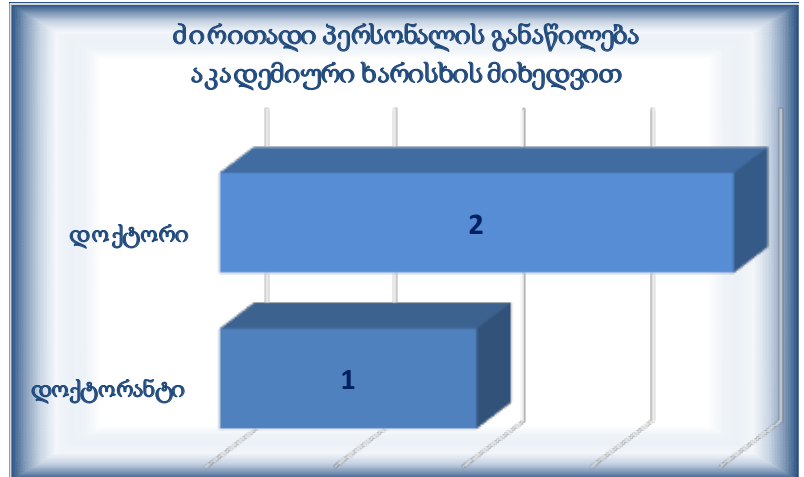 ძირითადი პერსონალის განაწილება
აკადემიური ხარისხის მიხედვით
დოქტორი
2
დოქტორანტი
1